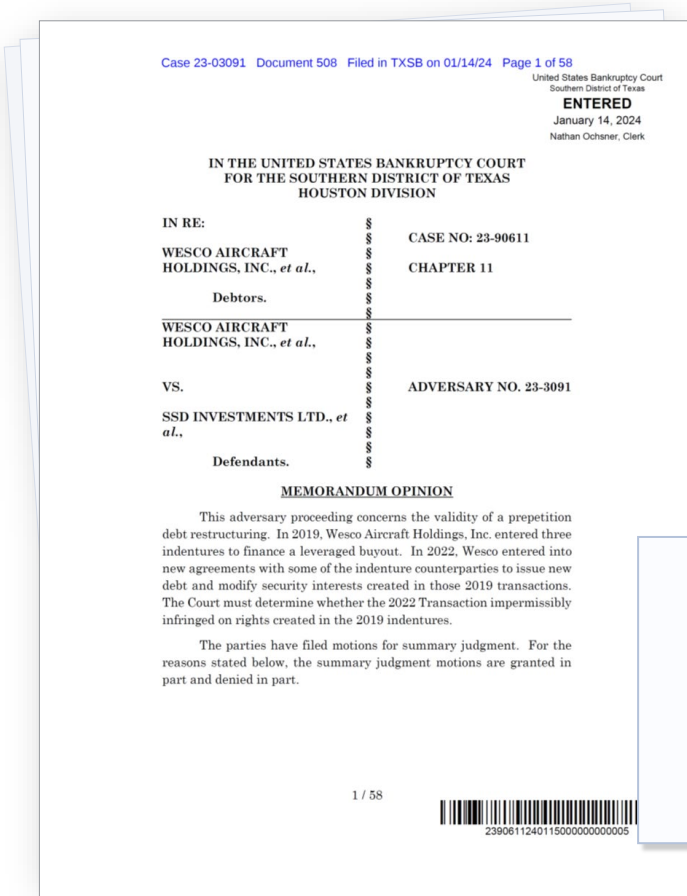 Case 23-03091 Document 508 Filed in TXSB on 01/14/24 Page 1 of 58
United States Bankruptcy Court
Southern District of Texas
ENTERED
January 14, 2024
Nathan Ochsner, Clerk
IN THE UNITED STATES BANKRUPTCY COURT
FOR THE SOUTHERN DISTRICT OF TEXAS
HOUSTON DIVISION
IN RE: §
§ CASE NO: 23-90611
WESCO AIRCRAFT §
HOLDINGS, INC., et al., § CHAPTER 11
§
Debtors. §
§
WESCO AIRCRAFT §
HOLDINGS, INC., et al., §
§
§
VS. § ADVERSARY NO. 23-3091
§
SSD INVESTMENTS LTD., et §
al., §
§
Defendants. §
MEMORANDUM OPINION
This adversary proceeding concerns the validity of a prepetition
debt restructuring. In 2019, Wesco Aircraft Holdings, Inc. entered three
indentures to finance a leveraged buyout. In 2022, Wesco entered into
new agreements with some of the indenture counterparties to issue new
debt and modify security interests created in those 2019 transactions.
The Court must determine whether the 2022 Transaction impermissibly
infringed on rights created in the 2019 indentures.
The parties have filed motions for summary judgment. For the
reasons stated below, the summary judgment motions are granted in
part and denied in part.
1 / 58
23906112401150000000000005